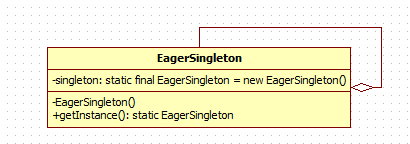 EagerSingleton
-singleton: static final EagerSingleton = new EagerSingleton()
-EagerSingleton()
+getInstance(): static EagerSingleton